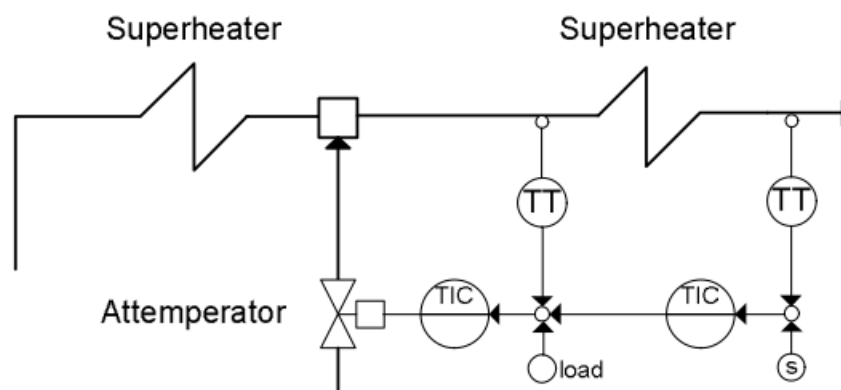 Superheater
Superheater
TT
TT
Attemperator
TIC
TIC
load
s